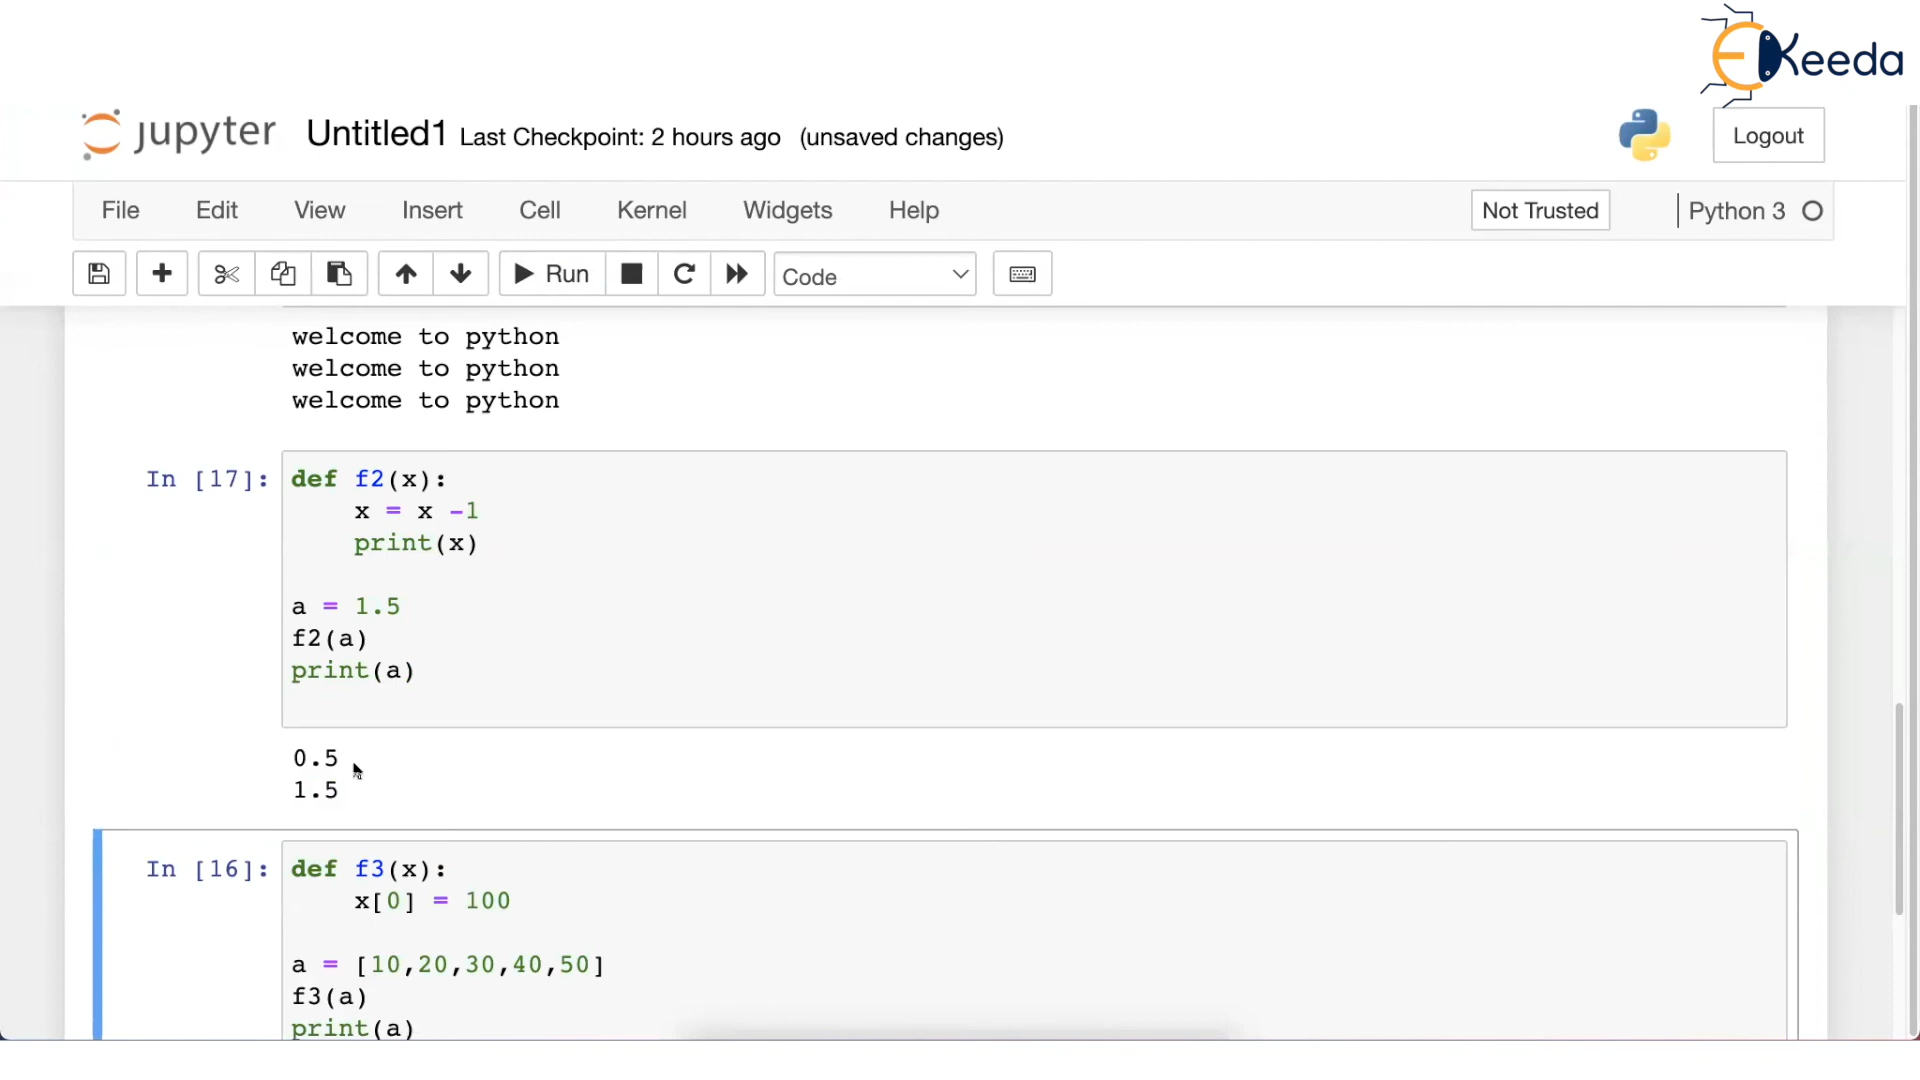 EKeeda
jupyter Untitled1 Last Checkpoint: 2 hours ago (unsaved changes) Logout
File Edit View Insert Cell Kernel Widgets Help Not Trusted Python 3
Run Code
welcome to python
welcome to python
welcome to python
In [17]: def f2(x):
    x = x -1
    print(x)
a = 1.5
f2(a)
print(a)
0.5
1.5
In [16]: def f3(x):
    x[0] = 100
a = [10,20,30,40,50]
f3(a)
print(a)